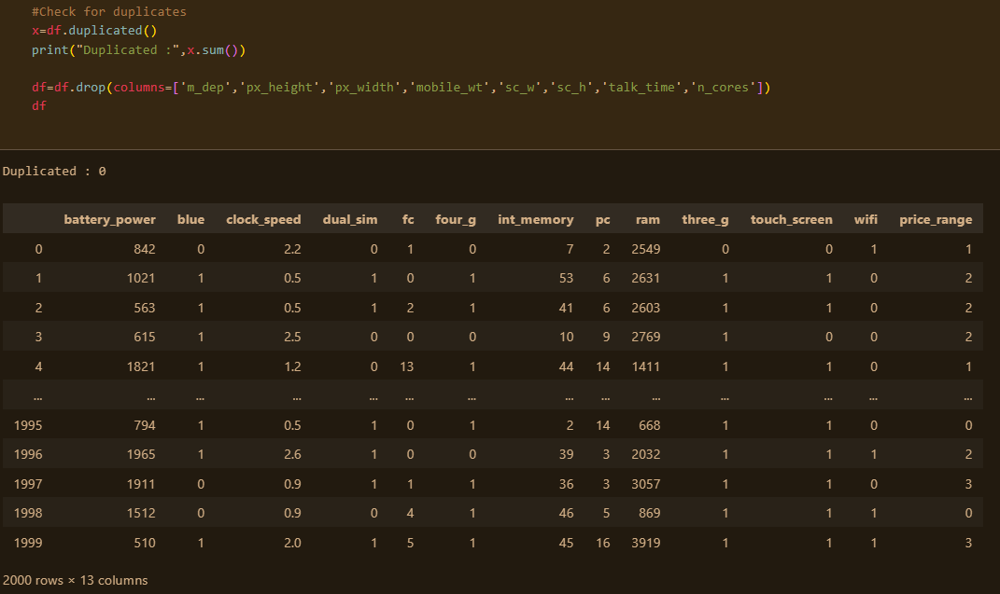 #Check for duplicates
x=df.duplicated()
print("Duplicated :",x.sum())
df=df.drop(columns=['m_dep','px_height','px_width','mobile_wt','sc_w','sc_h','talk_time','n_cores'])
df
Duplicated : 0
battery_power blue clock_speed dual_sim fc four_g int_memory pc ram three_g touch_screen wifi price_range
0 842 0 2.2 0 1 0 7 2 2549 0 0 1 1
1 1021 1 0.5 1 0 1 53 6 2631 1 1 0 2
2 563 1 0.5 1 2 1 41 6 2603 1 1 0 2
3 615 1 2.5 0 0 0 10 9 2769 1 0 0 2
4 1821 1 1.2 0 13 1 44 14 1411 1 1 0 1
... ... ... ... ... ... ... ... ... ... ... ... ... ...
1995 794 1 0.5 1 0 1 2 14 668 1 1 0 0
1996 1965 1 2.6 1 0 0 39 3 2032 1 1 1 2
1997 1911 0 0.9 1 1 1 36 3 3057 1 1 0 3
1998 1512 0 0.9 0 4 1 46 5 869 1 1 1 0
1999 510 1 2.0 1 5 1 45 16 3919 1 1 1 3
2000 rows × 13 columns